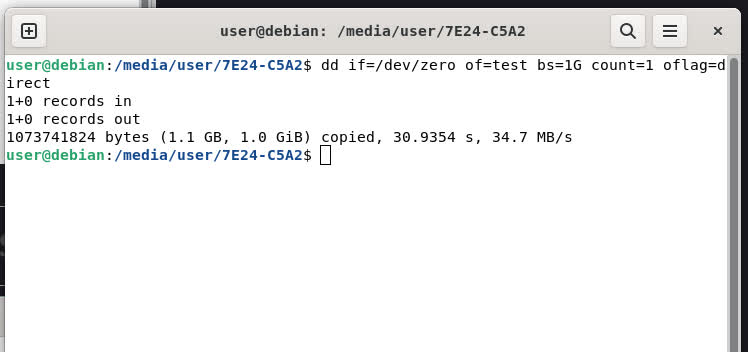 user@debian: /media/user/7E24-C5A2
user@debian:/media/user/7E24-C5A2$ dd if=/dev/zero of=test bs=1G count=1 oflag=d
irect
1+0 records in
1+0 records out
1073741824 bytes (1.1 GB, 1.0 GiB) copied, 30.9354 s, 34.7 MB/s
user@debian:/media/user/7E24-C5A2$